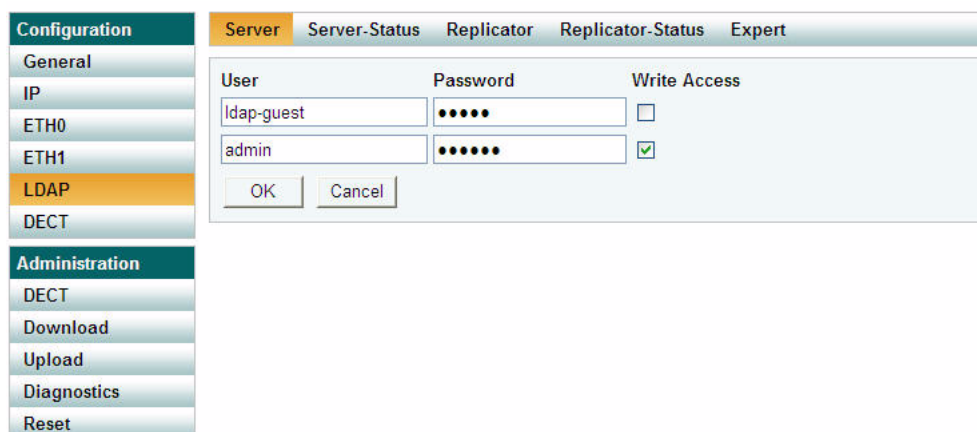 Configuration
General
IP
ETH0
ETH1
LDAP
DECT
Administration
DECT
Download
Upload
Diagnostics
Reset
Server Server-Status Replicator Replicator-Status Expert
User Password Write Access
ldap-guest •••••
admin ••••••
OK Cancel